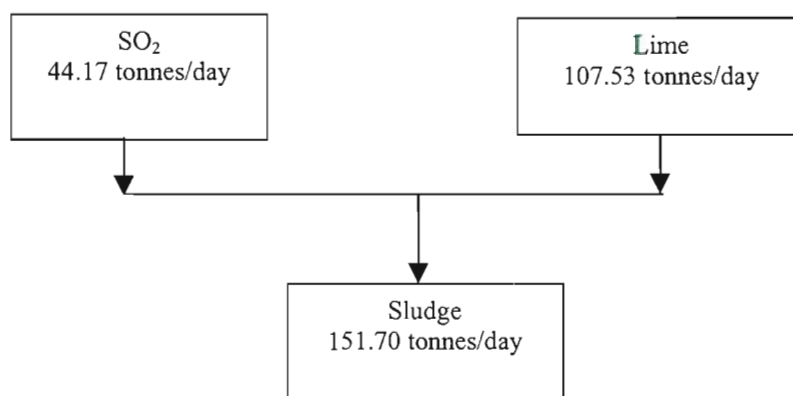 SO₂
44.17 tonnes/day
Lime
107.53 tonnes/day
Sludge
151.70 tonnes/day